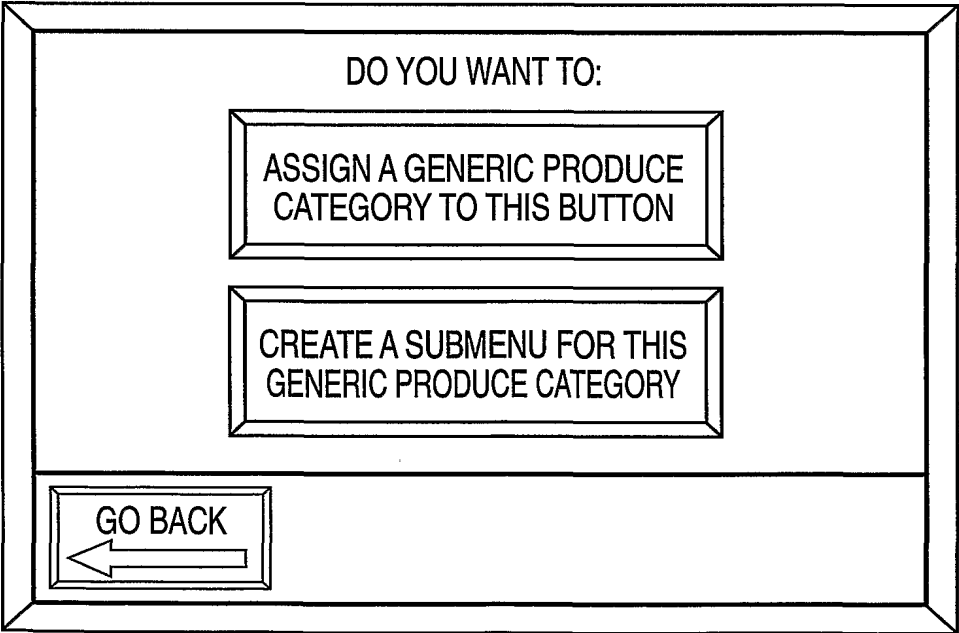 DO YOU WANT TO:
ASSIGN A GENERIC PRODUCE
CATEGORY TO THIS BUTTON
CREATE A SUBMENU FOR THIS
GENERIC PRODUCE CATEGORY
GO BACK